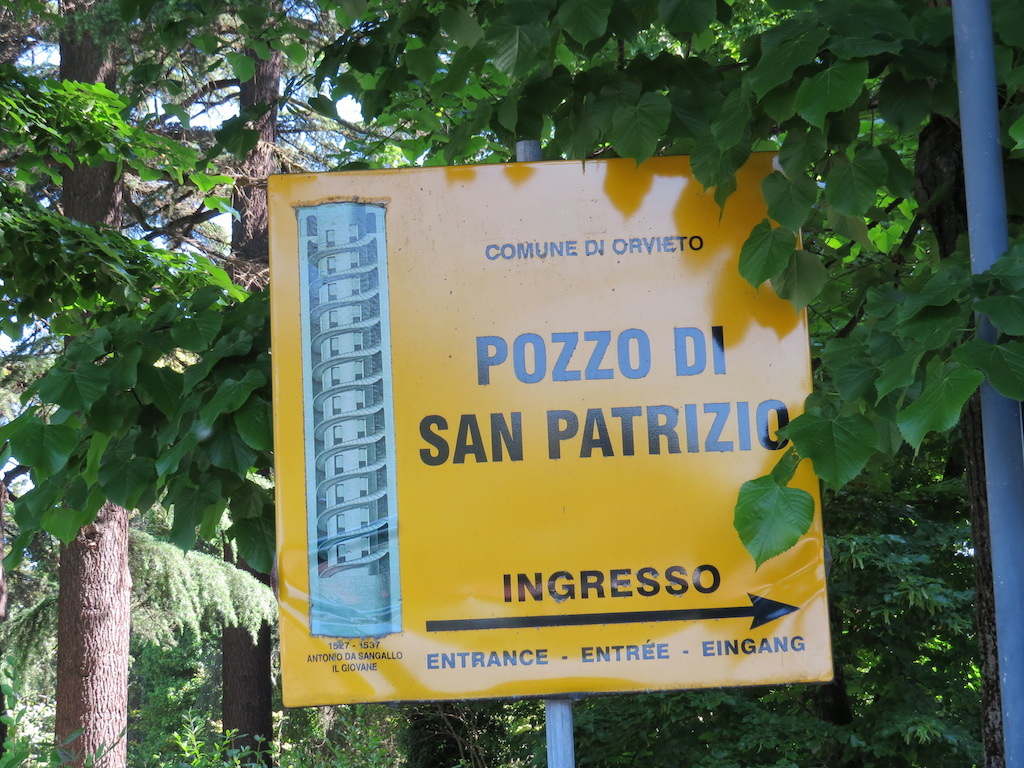 COMUNE DI ORVIETO
POZZO DI
SAN PATRIZIO
INGRESSO
ENTRANCE - ENTRÉE - EINGANG
1527 - 1537
ANTONIO DA SANGALLO
IL GIOVANE